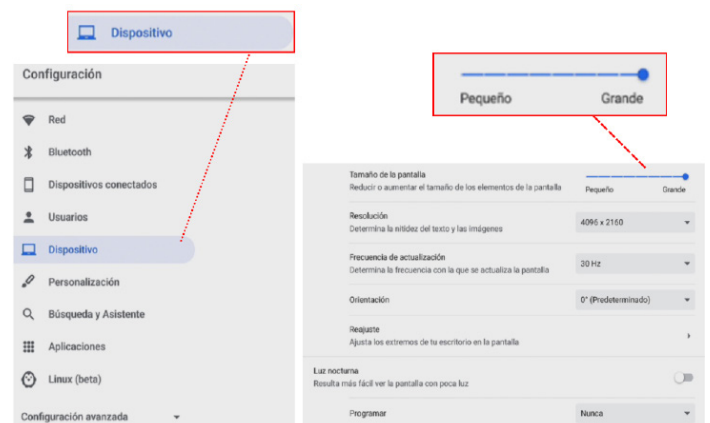 Dispositivo
Configuración
Red
Bluetooth
Dispositivos conectados
Usuarios
Dispositivo
Personalización
Búsqueda y Asistente
Aplicaciones
Linux (beta)
Configuración avanzada
Pequeño Grande
Tamaño de la pantalla
Reducir o aumentar el tamaño de los elementos de la pantalla
Pequeño Grande
Resolución
Determina la nitidez del texto y las imágenes
4096 x 2160
Frecuencia de actualización
Determina la frecuencia con la que se actualiza la pantalla
30 Hz
Orientación
0° (Predeterminado)
Reajuste
Ajusta los extremos de tu escritorio en la pantalla
Luz nocturna
Resulta más fácil ver la pantalla con poca luz
Programar
Nunca